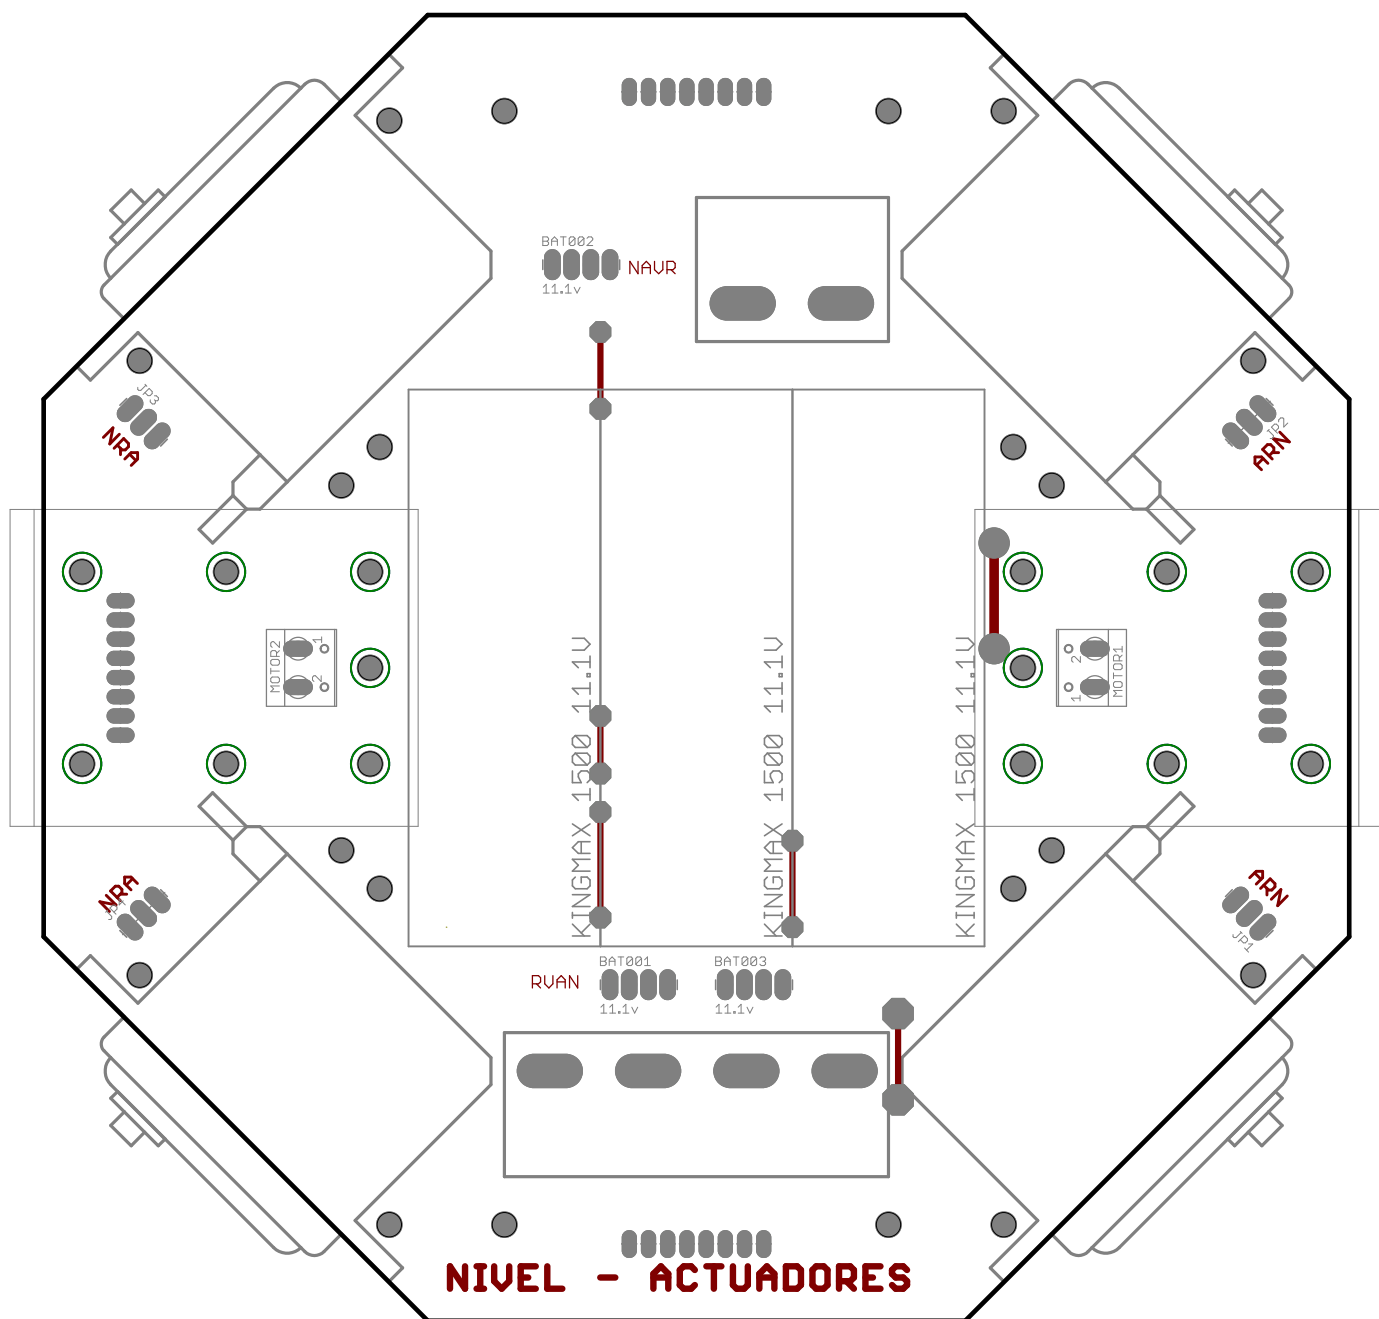 BAT002
NAVR
11.1v
JP3
NRA
JP2
ARN
MOTOR2
1
2
KINGMAX 1500 11.1V
KINGMAX 1500 11.1V
KINGMAX 1500 11.1V
2
1
MOTOR1
NRA
JP4
ARN
JP1
BAT001
BAT003
RVAN
11.1v
11.1v
NIVEL - ACTUADORES